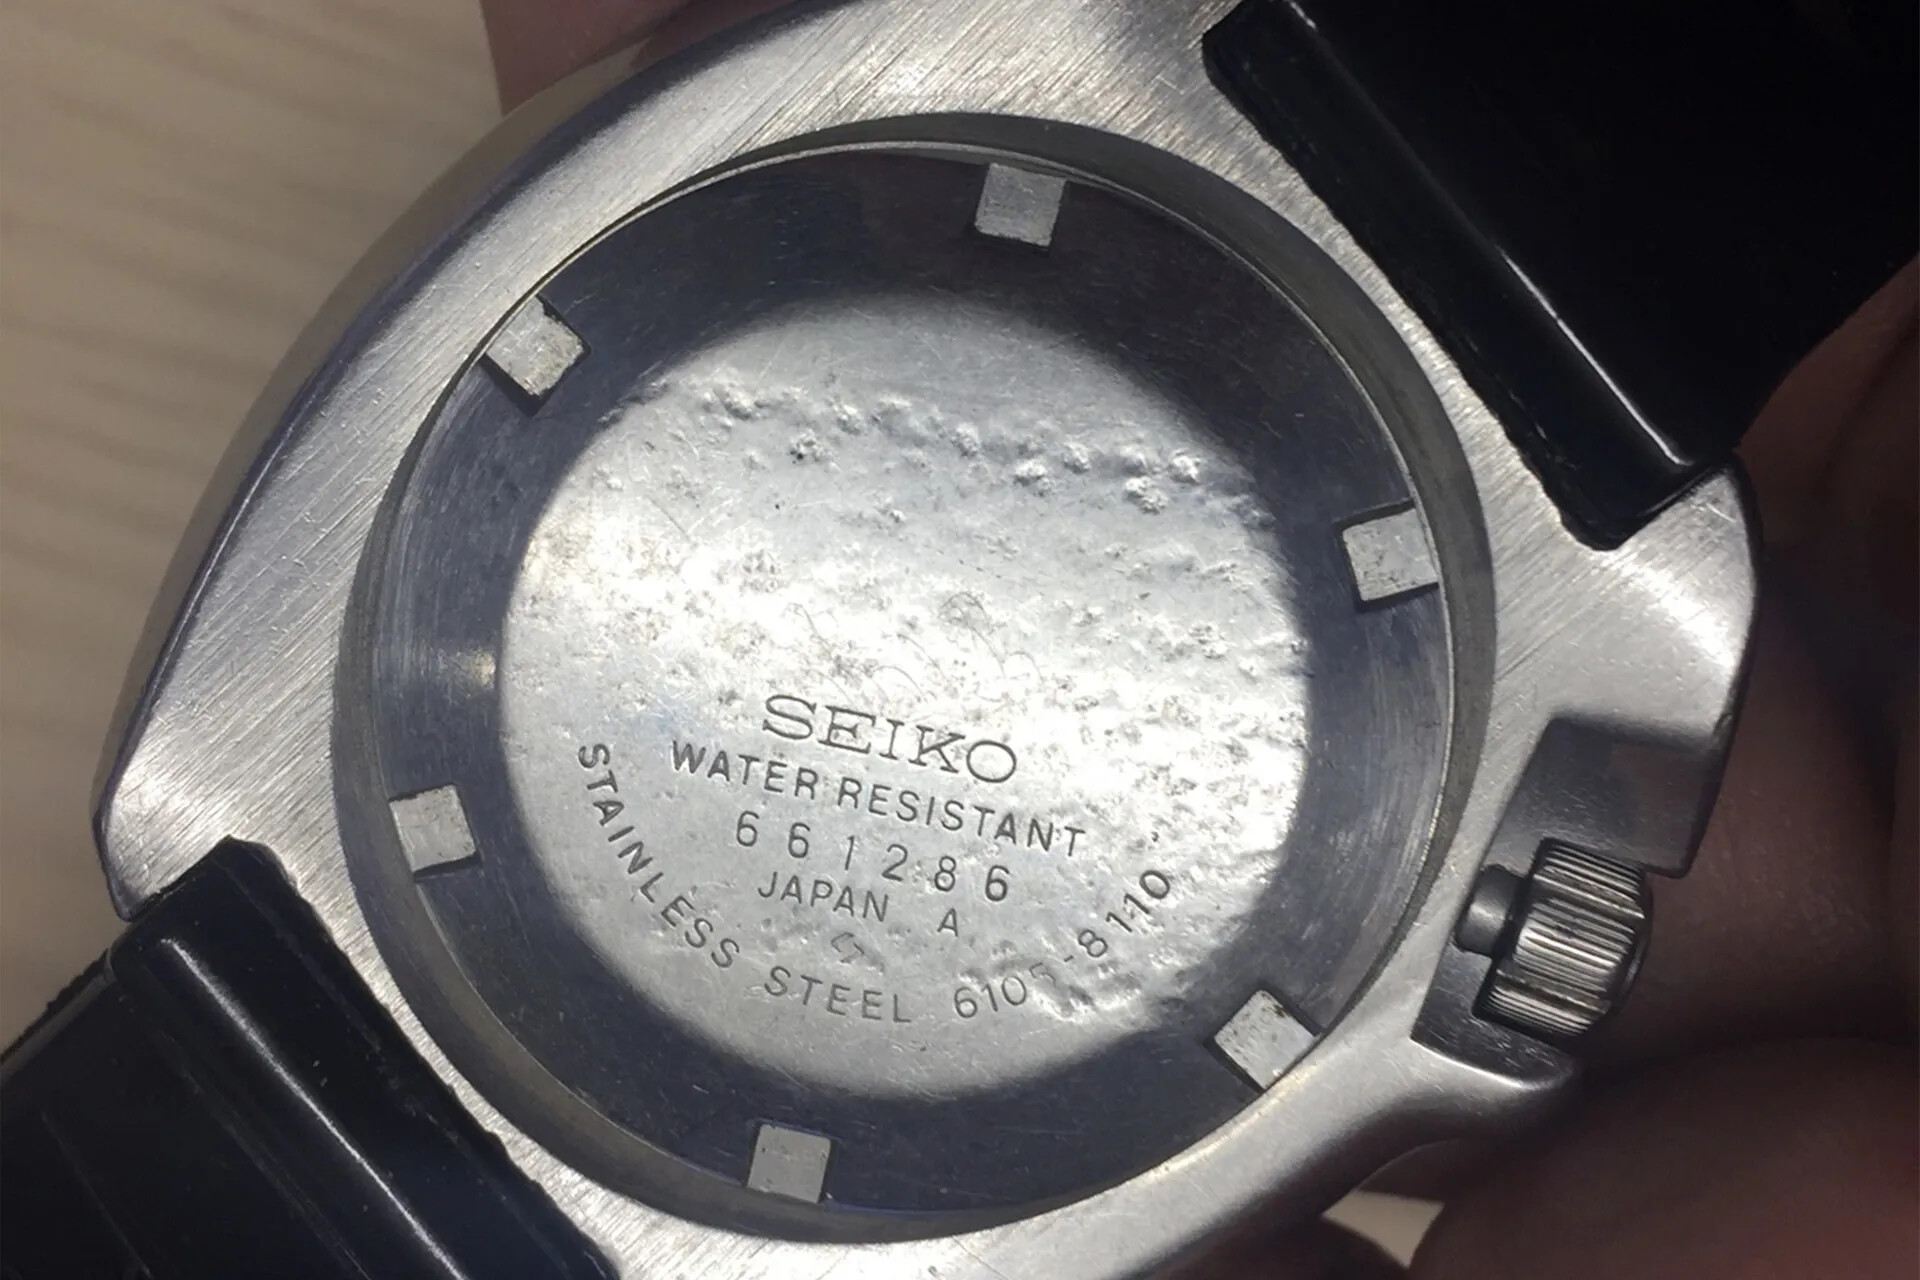 SEIKO
WATER RESISTANT
661286
JAPAN A
STAINLESS STEEL 6105-8110